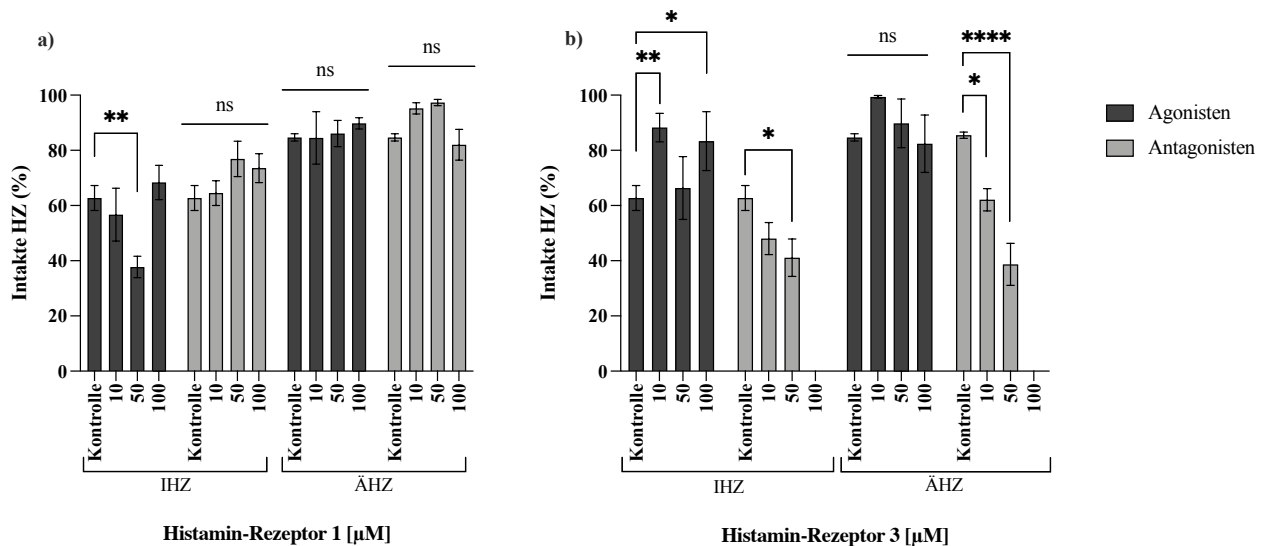 a)
ns
ns
ns
**
Intakte HZ (%)
100
80
60
40
20
0
Kontrolle
10
50
100
Kontrolle
10
50
100
Kontrolle
10
50
100
Kontrolle
10
50
100
IHZ
ÄHZ
Histamin-Rezeptor 1 [µM]
b)
*
**
*
ns
****
*
Intakte HZ (%)
100
80
60
40
20
0
Kontrolle
10
50
100
Kontrolle
10
50
100
Kontrolle
10
50
100
Kontrolle
10
50
100
IHZ
ÄHZ
Histamin-Rezeptor 3 [µM]
Agonisten
Antagonisten